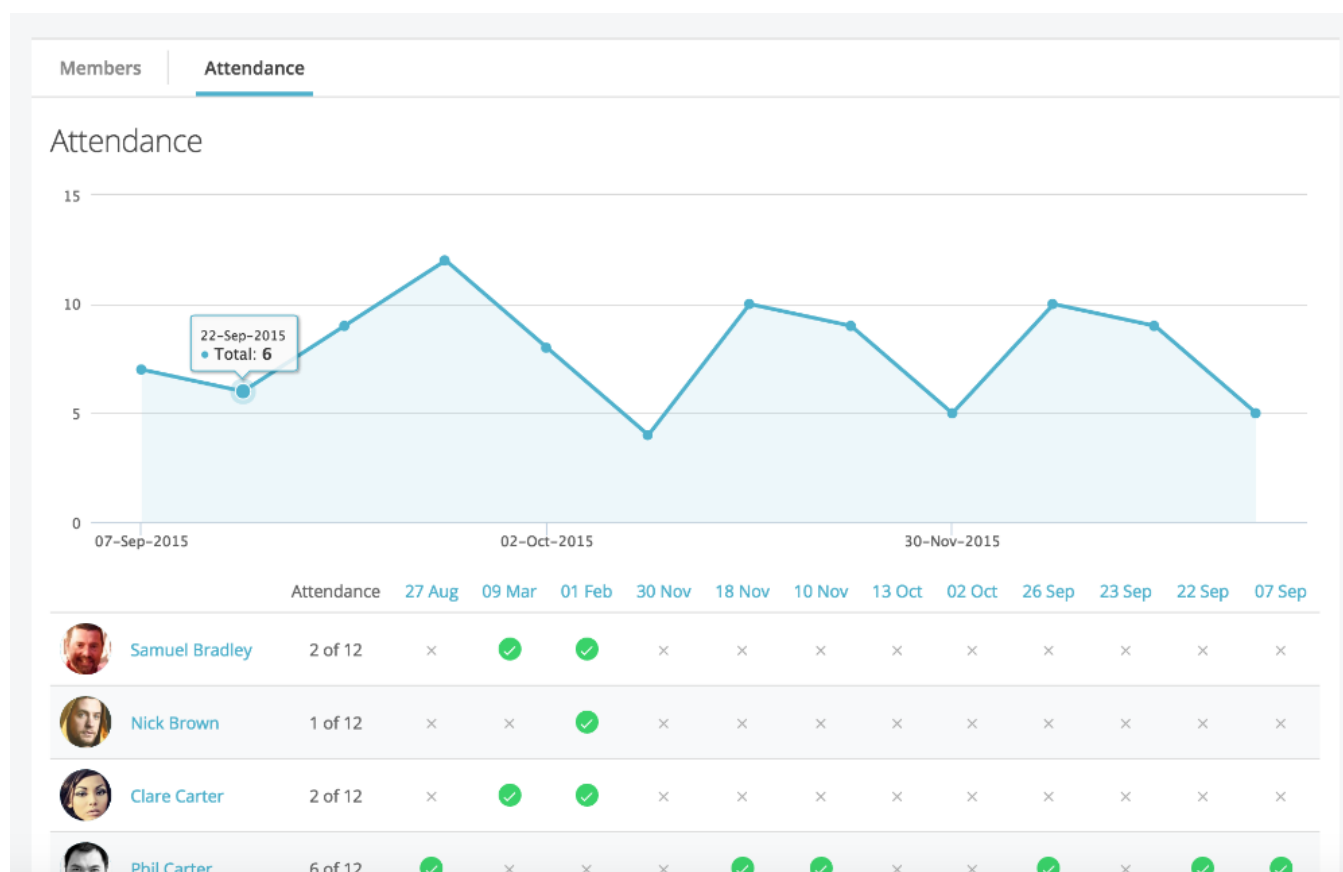 Members Attendance
Attendance
15
10
22-Sep-2015
• Total: 6
5
0
07-Sep-2015 02-Oct-2015 30-Nov-2015
Attendance 27 Aug 09 Mar 01 Feb 30 Nov 18 Nov 10 Nov 13 Oct 02 Oct 26 Sep 23 Sep 22 Sep 07 Sep
Samuel Bradley 2 of 12
Nick Brown 1 of 12
Clare Carter 2 of 12
Phil Carter 6 of 12